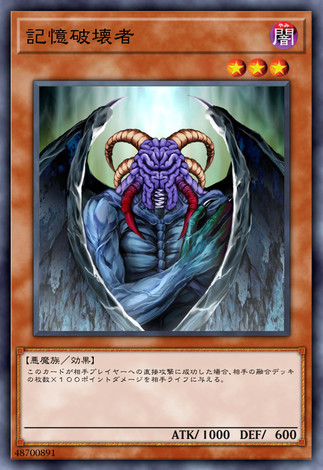 記憶破壊者
闇
やみ
【悪魔族／効果】
このカードが相手プレイヤーへの直接攻撃に成功した場合、相手の融合デッキ
の枚数×１００ポイントダメージを相手ライフに与える。
ATK/ 1000 DEF/ 600
48700891